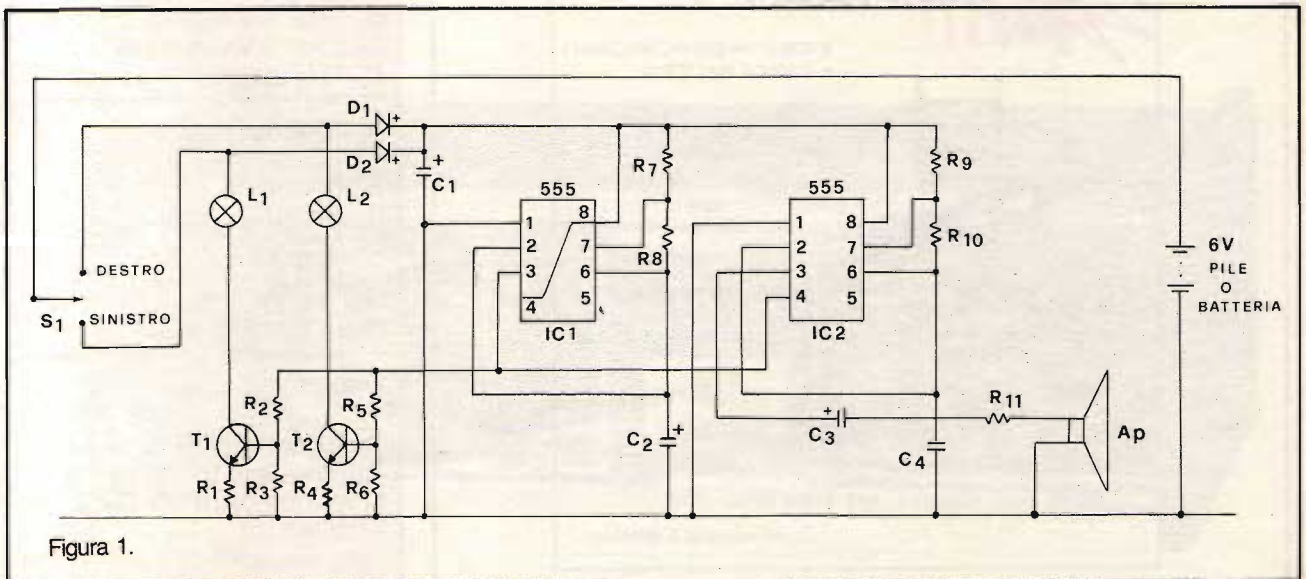 D1
D2
C1
L1
L2
555
1
2
3
4
8
7
6
5
IC1
R7
R8
555
1
2
3
4
8
7
6
5
IC2
R9
R10
6V
PILE
O
BATTERIA
DESTRO
S1 SINISTRO
R2
R5
T1
T2
R1
R3
R4
R6
C2
C3
R11
C4
Ap
Figura 1.